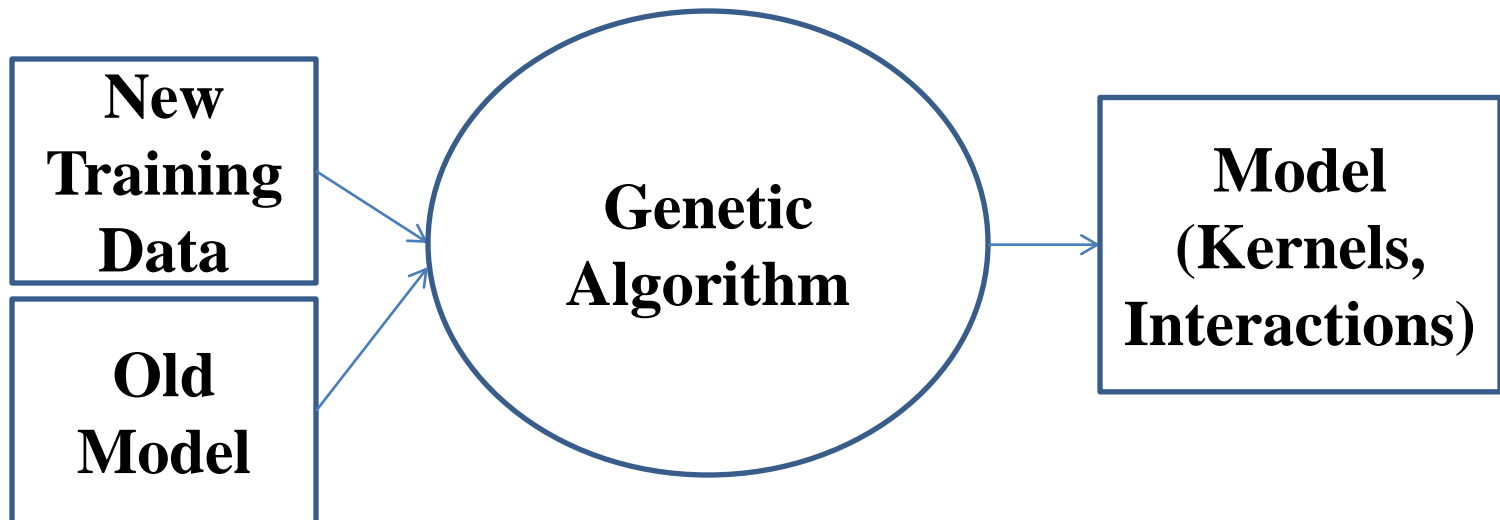 New
Training
Data
Old
Model
Genetic
Algorithm
Model
(Kernels,
Interactions)